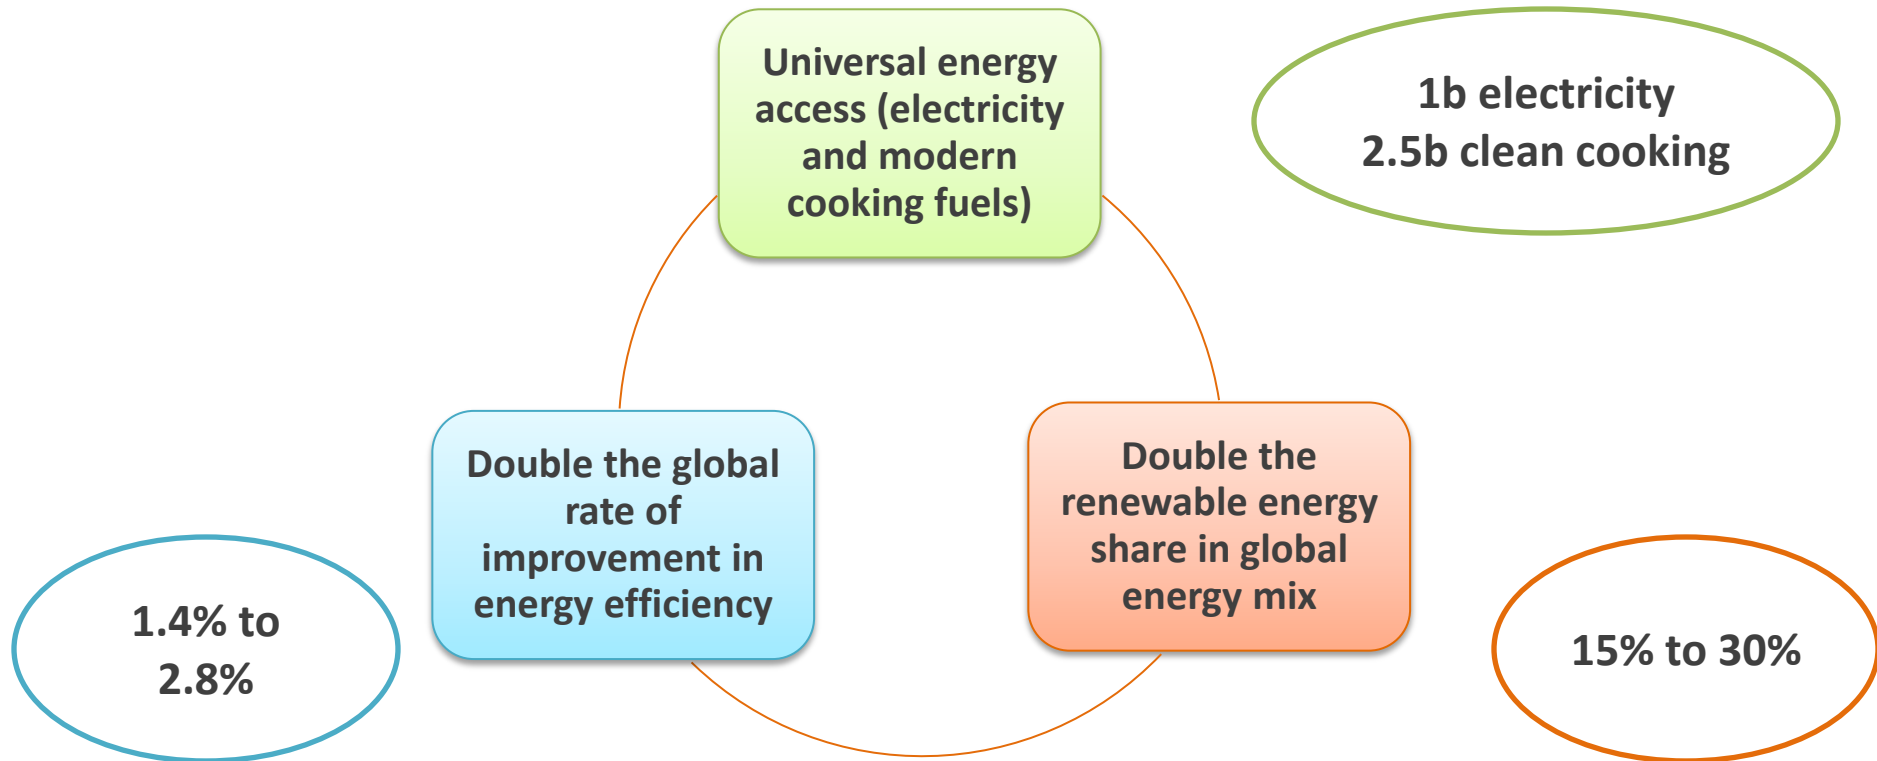 Universal energy
access (electricity
and modern
cooking fuels)
1b electricity
2.5b clean cooking
Double the global
rate of
improvement in
energy efficiency
Double the
renewable energy
share in global
energy mix
1.4% to
2.8%
15% to 30%